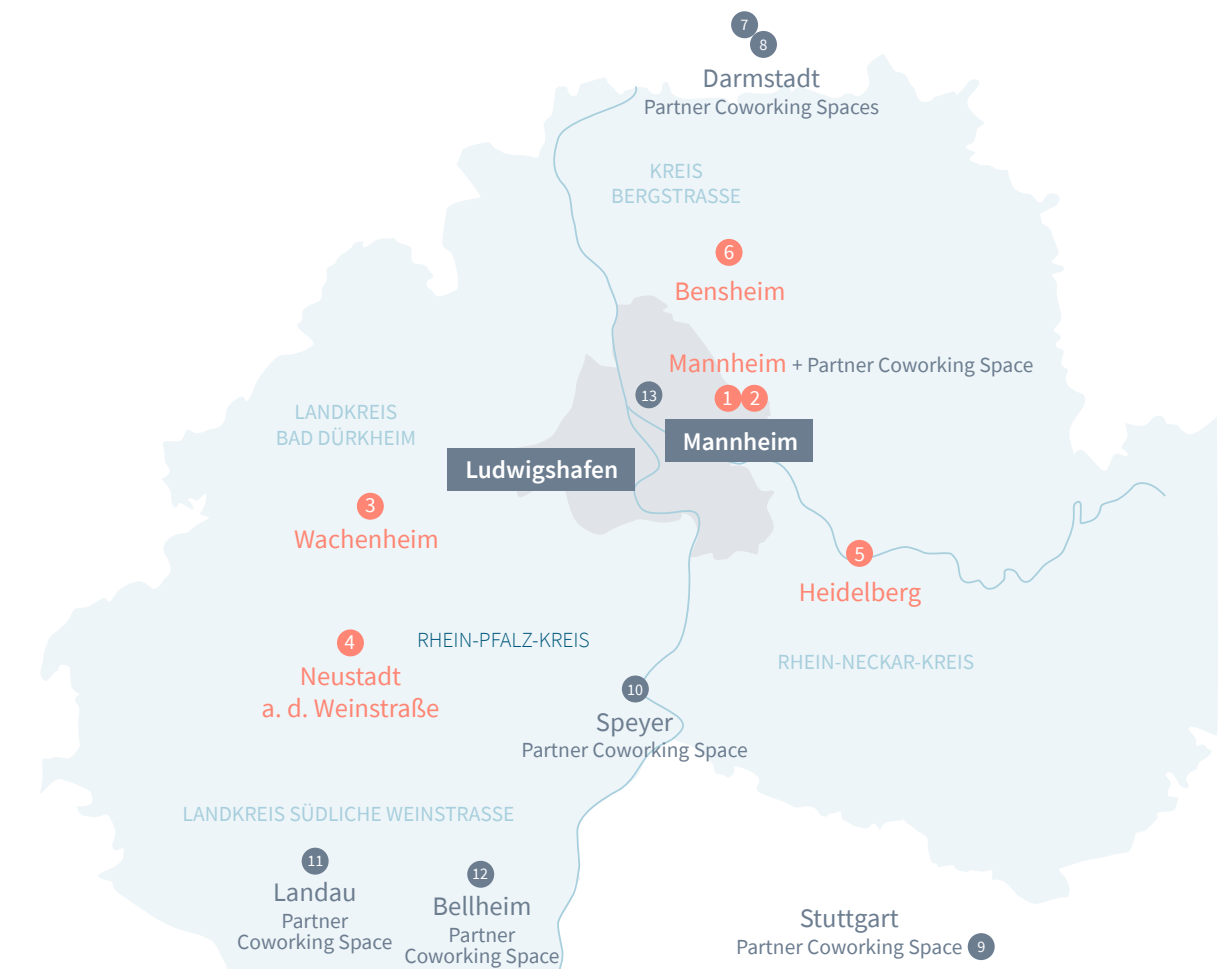 7
8
Darmstadt
Partner Coworking Spaces
KREIS
BERGSTRASSE
6
Bensheim
Mannheim + Partner Coworking Space
13
1 2
Mannheim
LANDKREIS
BAD DÜRKHEIM
Ludwigshafen
3
Wachenheim
5
Heidelberg
4
Neustadt
a. d. Weinstraße
RHEIN-PFALZ-KREIS
RHEIN-NECKAR-KREIS
10
Speyer
Partner Coworking Space
LANDKREIS SÜDLICHE WEINSTRASSE
11
Landau
Partner
Coworking Space
12
Bellheim
Partner
Coworking Space
Stuttgart
Partner Coworking Space 9